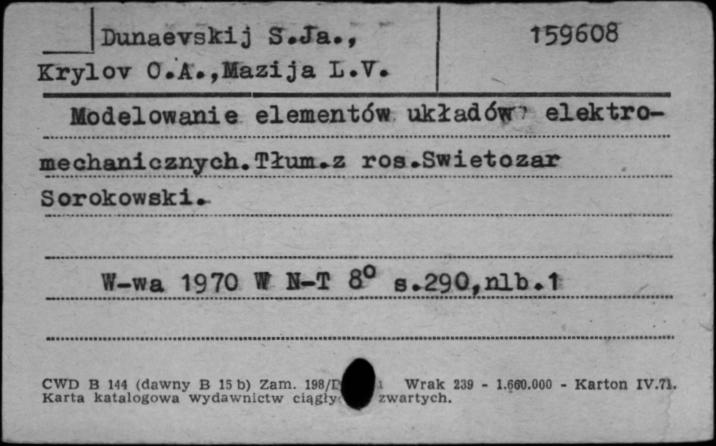 Dunaevskij S.Ja., 159608
Krylov O.A.,Mazija L.V.
Modelowanie elementów układów elektro-
mechanicznych.Tłum.z ros.Swietozar
Sorokowski.
W-wa 1970 W N-T 8° s.290,nlb.1
CWD B 144 (dawny B 15 b) Zam. 198/ Wrak 239 - 1.660.000 - Karton IV.71.
Karta katalogowa wydawnictw zwartych.